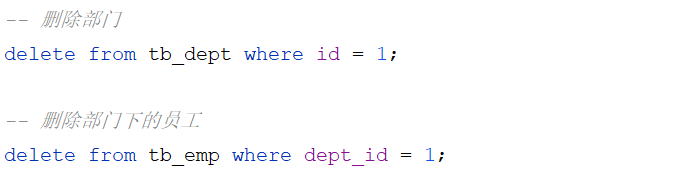 -- 删除部门
delete from tb_dept where id = 1;
-- 删除部门下的员工
delete from tb_emp where dept_id = 1;